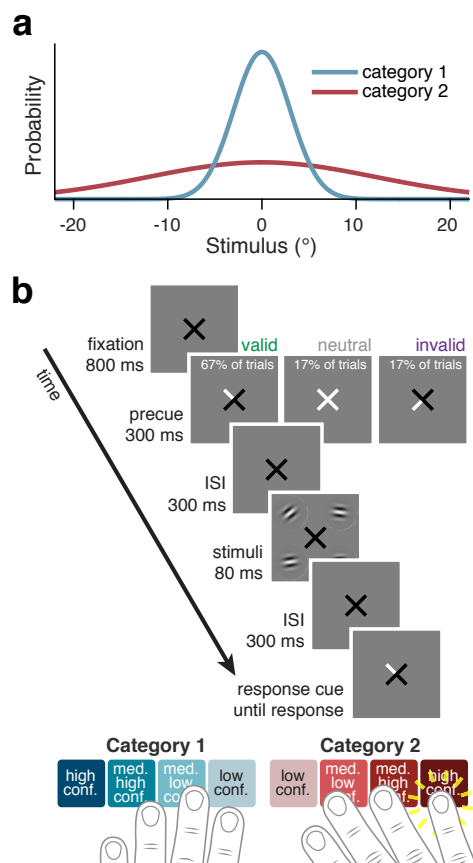 a
Probability
category 1
category 2
-20
-10
0
10
20
Stimulus (°)
b
time
fixation
800 ms
valid
neutral
invalid
67% of trials
17% of trials
17% of trials
precue
300 ms
ISI
300 ms
stimuli
80 ms
ISI
300 ms
response cue
until response
Category 1
Category 2
high
conf.
med.
high
conf.
med.
low
conf.
low
conf.
low
conf.
med.
low
conf.
med.
high
conf.
high
conf.